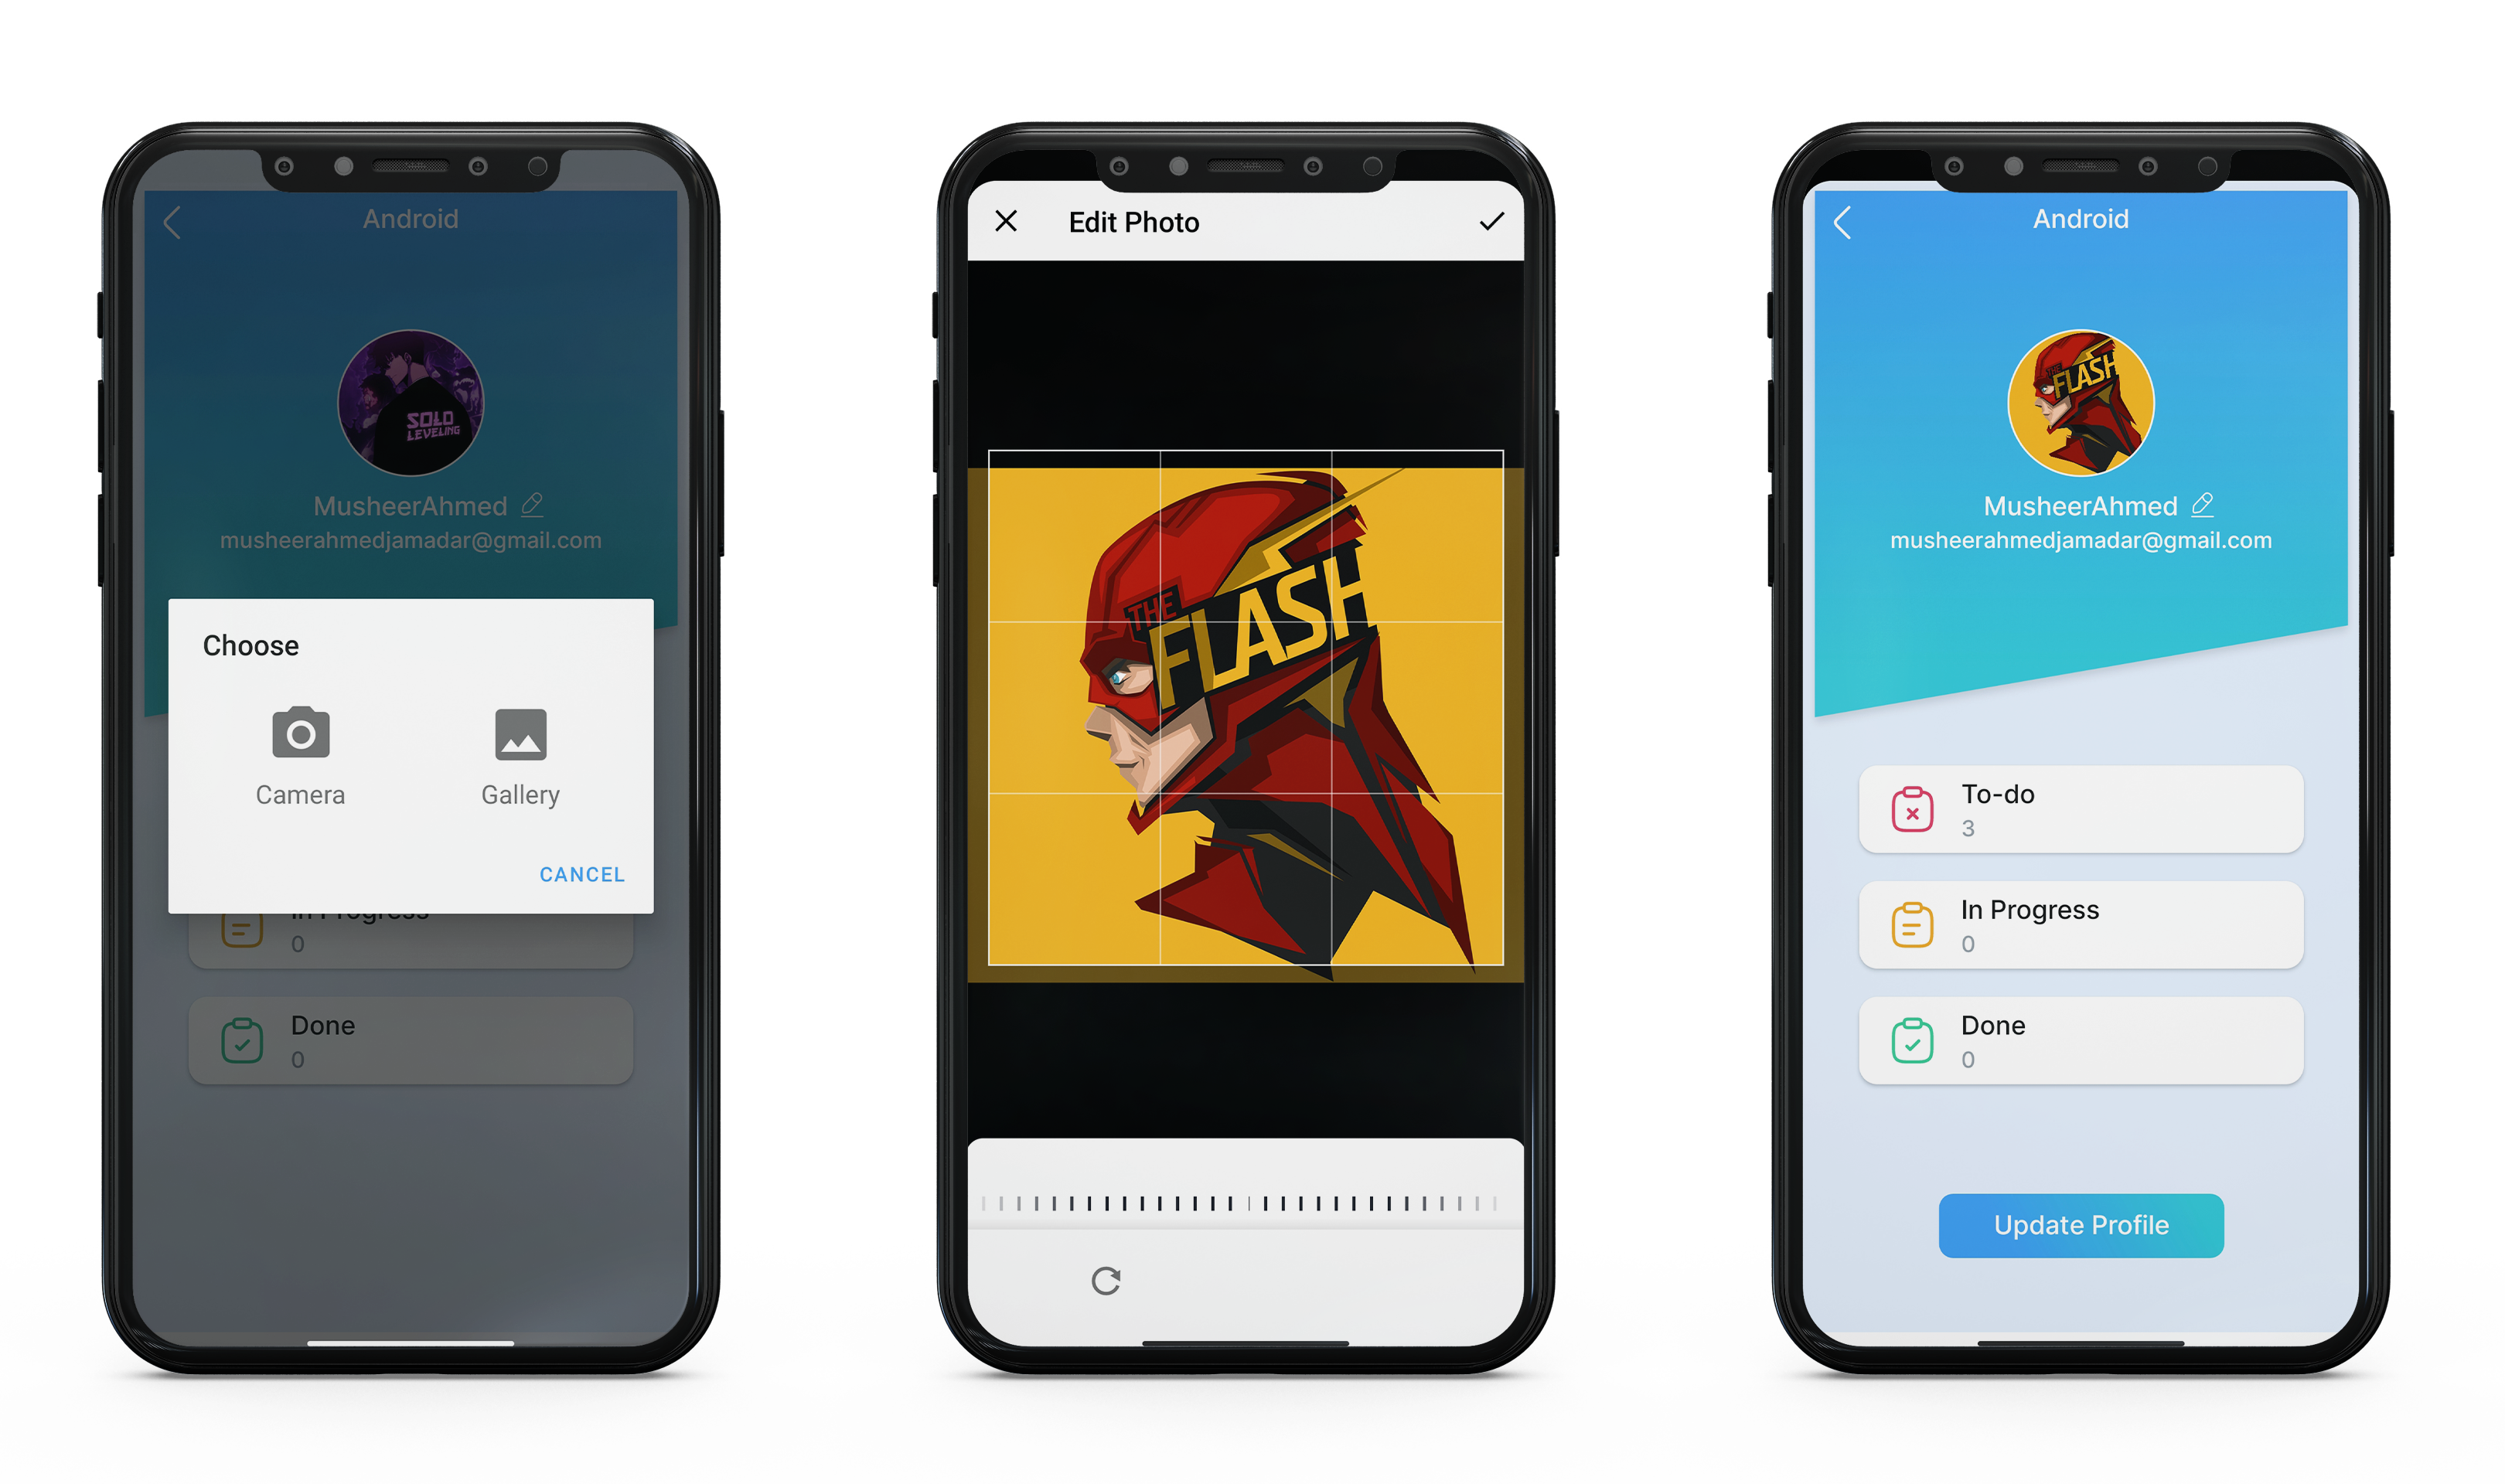 Android
SOLO
LEVELING
MusheerAhmed
musheerahmedjamadar@gmail.com
Choose
Camera
Gallery
CANCEL
In Progress
0
Done
0
Edit Photo
THE
FLASH
Android
THE
FLASH
MusheerAhmed
musheerahmedjamadar@gmail.com
To-do
3
In Progress
0
Done
0
Update Profile